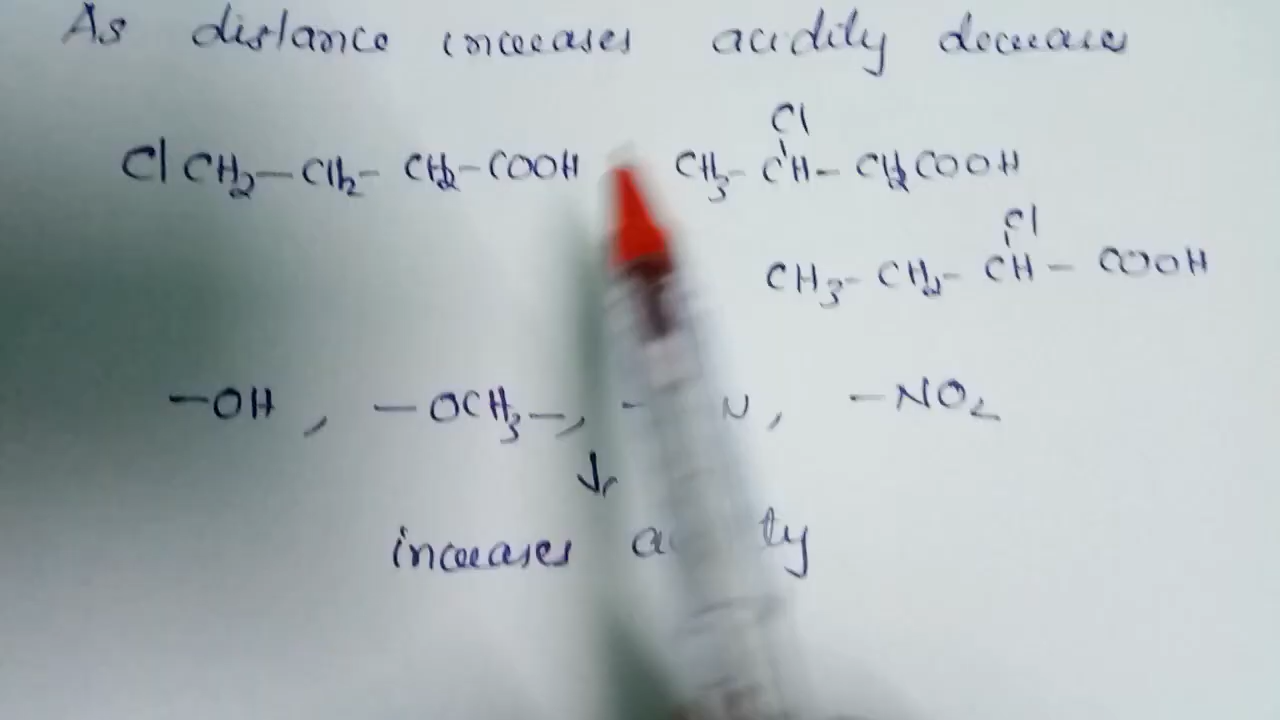 As distance increases acidity decrease
Cl
ClCH2-CH2-CH2-COOH CH3-CH-CH2COOH
Cl
CH3-CH2-CH-COOH
-OH, -OCH3-, - N, -NO2
↓
increases